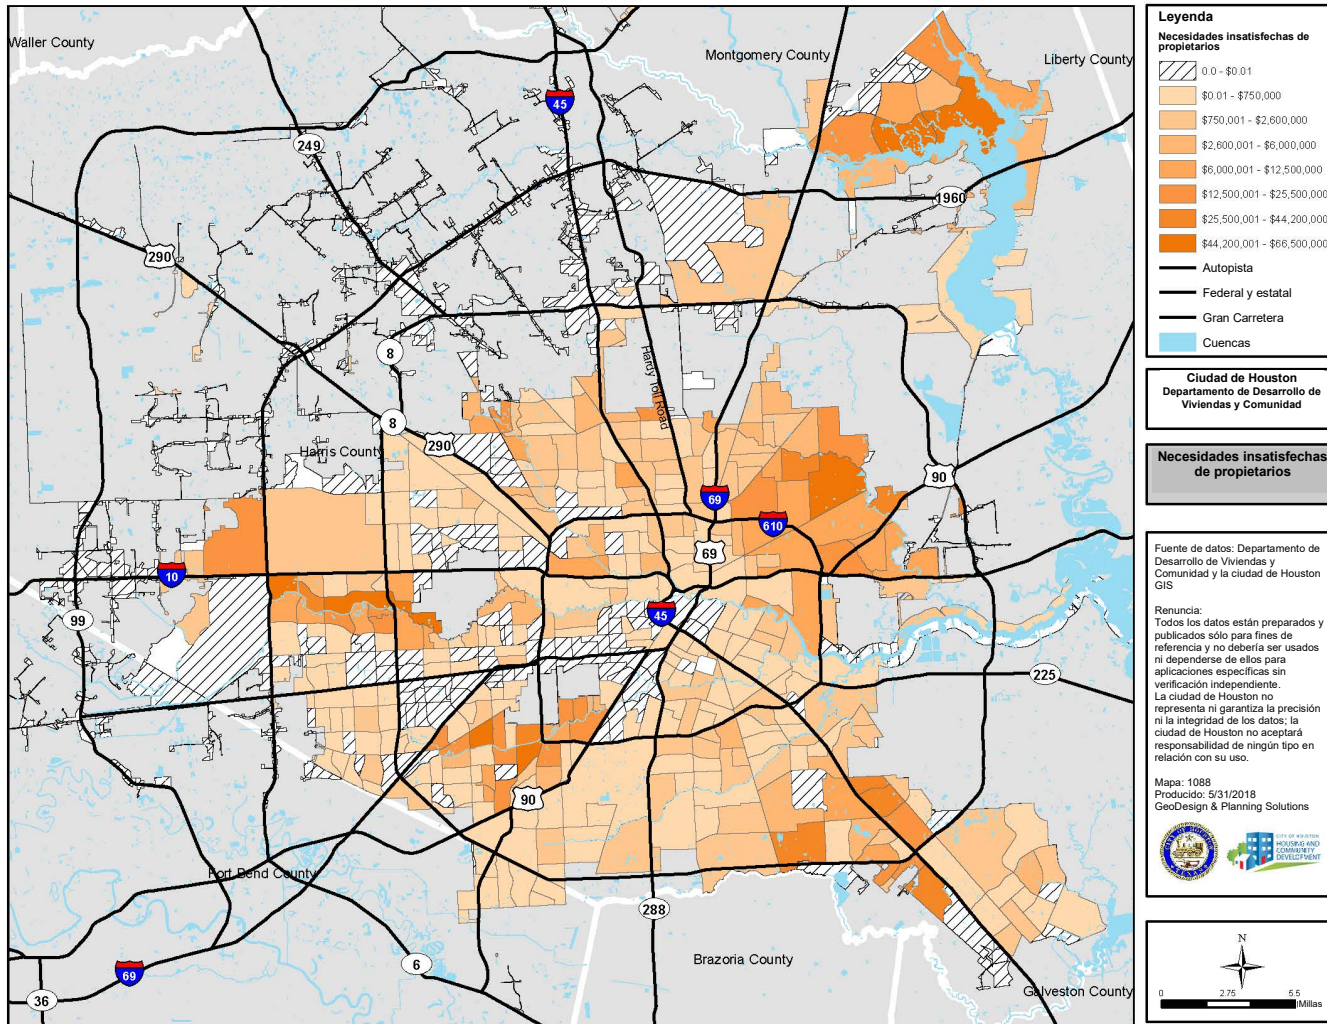 Waller County
Montgomery County
Liberty County
45
249
1960
290
8
Hardy Toll Road
8
Harris County
290
90
69
610
69
10
99
45
225
90
Fort Bend County
288
6
69
36
Brazoria County
Galveston County
Leyenda
Necesidades insatisfechas de
propietarios
0.0 - $0.01
$0.01 - $750,000
$750,001 - $2,600,000
$2,600,001 - $6,000,000
$6,000,001 - $12,500,000
$12,500,001 - $25,500,000
$25,500,001 - $44,200,000
$44,200,001 - $66,500,000
Autopista
Federal y estatal
Gran Carretera
Cuencas
Ciudad de Houston
Departamento de Desarrollo de
Viviendas y Comunidad
Necesidades insatisfechas
de propietarios
Fuente de datos: Departamento de
Desarrollo de Viviendas y
Comunidad y la ciudad de Houston
GIS
Renuncia:
Todos los datos están preparados y
publicados sólo para fines de
referencia y no debería ser usados
ni dependerse de ellos para
aplicaciones específicas sin
verificación independiente.
La ciudad de Houston no
representa ni garantiza la precisión
ni la integridad de los datos; la
ciudad de Houston no aceptará
responsabilidad de ningún tipo en
relación con su uso.
Mapa: 1088
Producido: 5/31/2018
GeoDesign & Planning Solutions
CITY OF HOUSTON
HOUSING AND
COMMUNITY
DEVELOPMENT
N
0 2.75 5.5
Millas